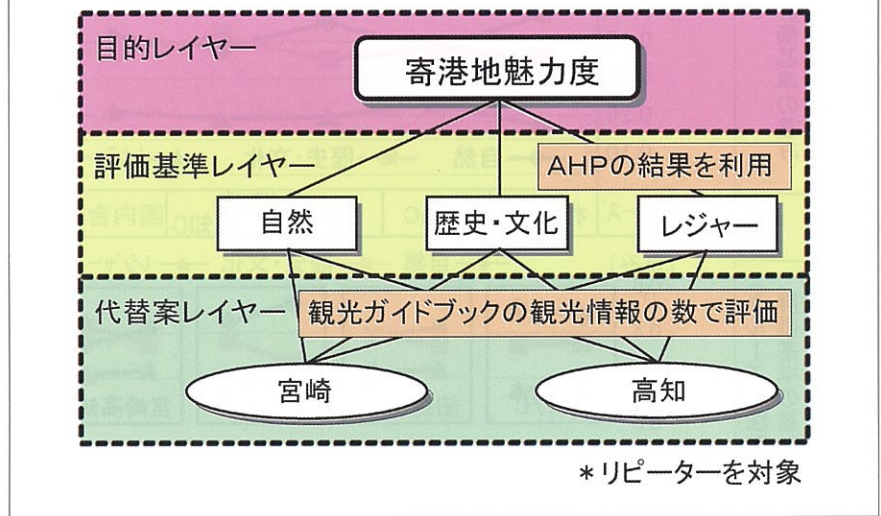 目的レイヤー
寄港地魅力度
評価基準レイヤー
AHPの結果を利用
自然
歴史・文化
レジャー
代替案レイヤー
観光ガイドブックの観光情報の数で評価
宮崎
高知
*リピーターを対象